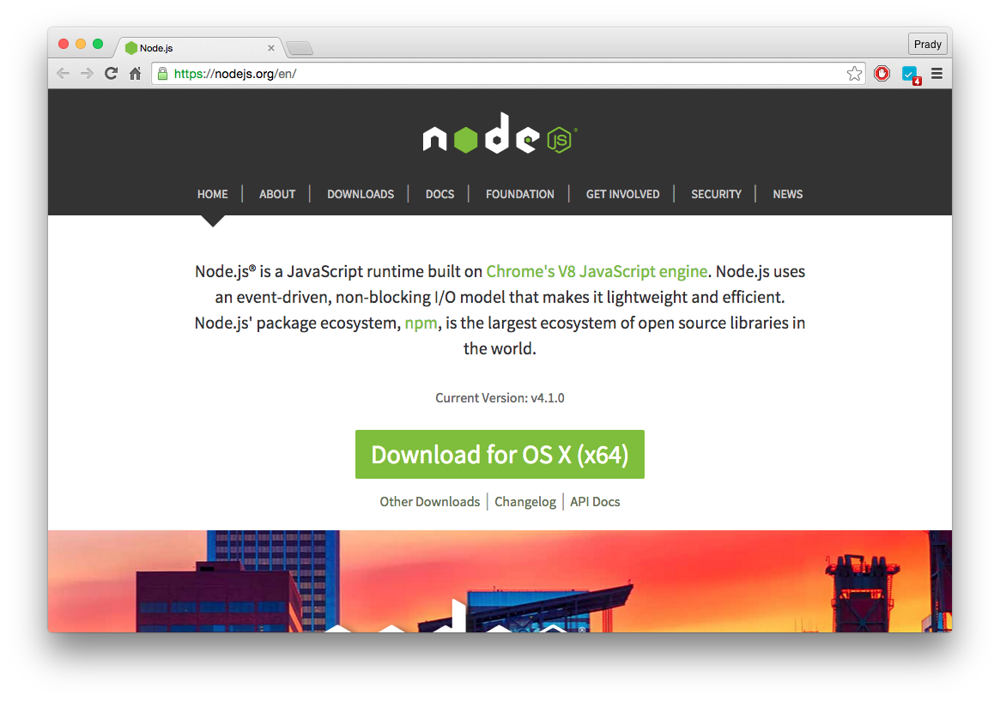 Node.js
Prady
https://nodejs.org/en/
4
node JS
HOME | ABOUT | DOWNLOADS | DOCS | FOUNDATION | GET INVOLVED | SECURITY | NEWS
Node.js® is a JavaScript runtime built on Chrome's V8 JavaScript engine. Node.js uses
an event-driven, non-blocking I/O model that makes it lightweight and efficient.
Node.js' package ecosystem, npm, is the largest ecosystem of open source libraries in
the world.
Current Version: v4.1.0
Download for OS X (x64)
Other Downloads | Changelog | API Docs